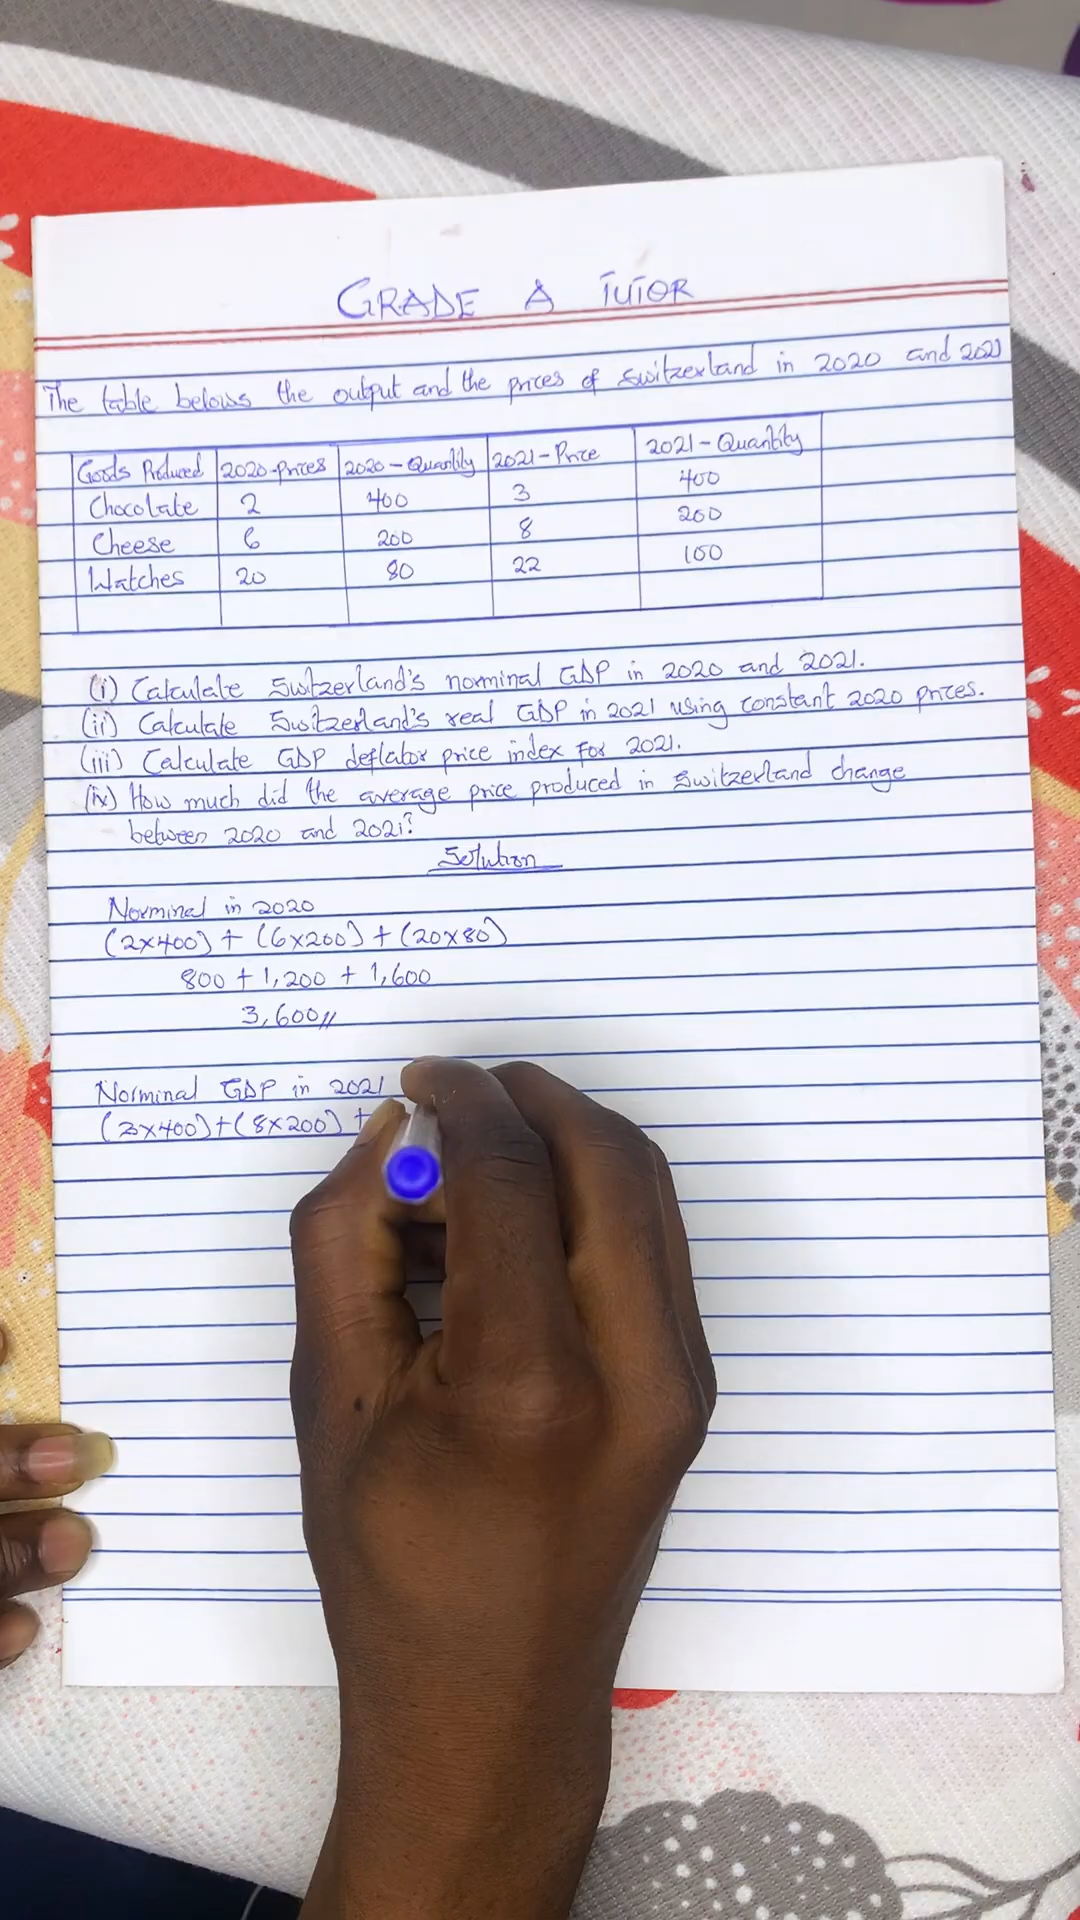 GRADE A TUTOR
The table belows the output and the prices of Switzerland in 2020 and 2021
Goods Produced 2020-prices 2020-Quantity 2021-Price 2021-Quantity
Chocolate 2 400 3 400
Cheese 6 200 8 200
Watches 20 80 22 100
(i) Calculate Switzerland's norminal GDP in 2020 and 2021.
(ii) Calculate Switzerland's real GDP in 2021 using constant 2020 prices.
(iii) Calculate GDP deflator price index for 2021.
(iv) How much did the average price produced in Switzerland change
between 2020 and 2021?
Solution
Norminal in 2020
(2x400) + (6x200) + (20x80)
800 + 1,200 + 1,600
3,600//
Norminal GDP in 2021
(3x400)+(8x200) +